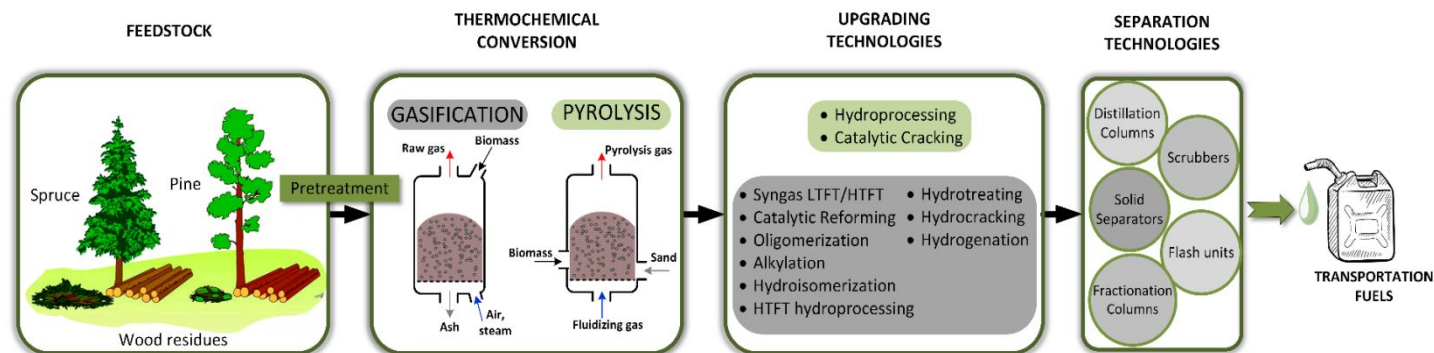 FEEDSTOCK
Spruce
Pine
Wood residues
Pretreatment
THERMOCHEMICAL
CONVERSION
GASIFICATION
Raw gas
Biomass
Ash
Air,
steam
PYROLYSIS
Pyrolysis gas
Biomass
Sand
Fluidizing gas
UPGRADING
TECHNOLOGIES
• Hydroprocessing
• Catalytic Cracking
• Syngas LTFT/HTFT
• Catalytic Reforming
• Oligomerization
• Alkylation
• Hydroisomerization
• HTFT hydroprocessing
• Hydrotreating
• Hydrocracking
• Hydrogenation
SEPARATION
TECHNOLOGIES
Distillation
Columns
Scrubbers
Solid
Separators
Flash units
Fractionation
Columns
TRANSPORTATION
FUELS